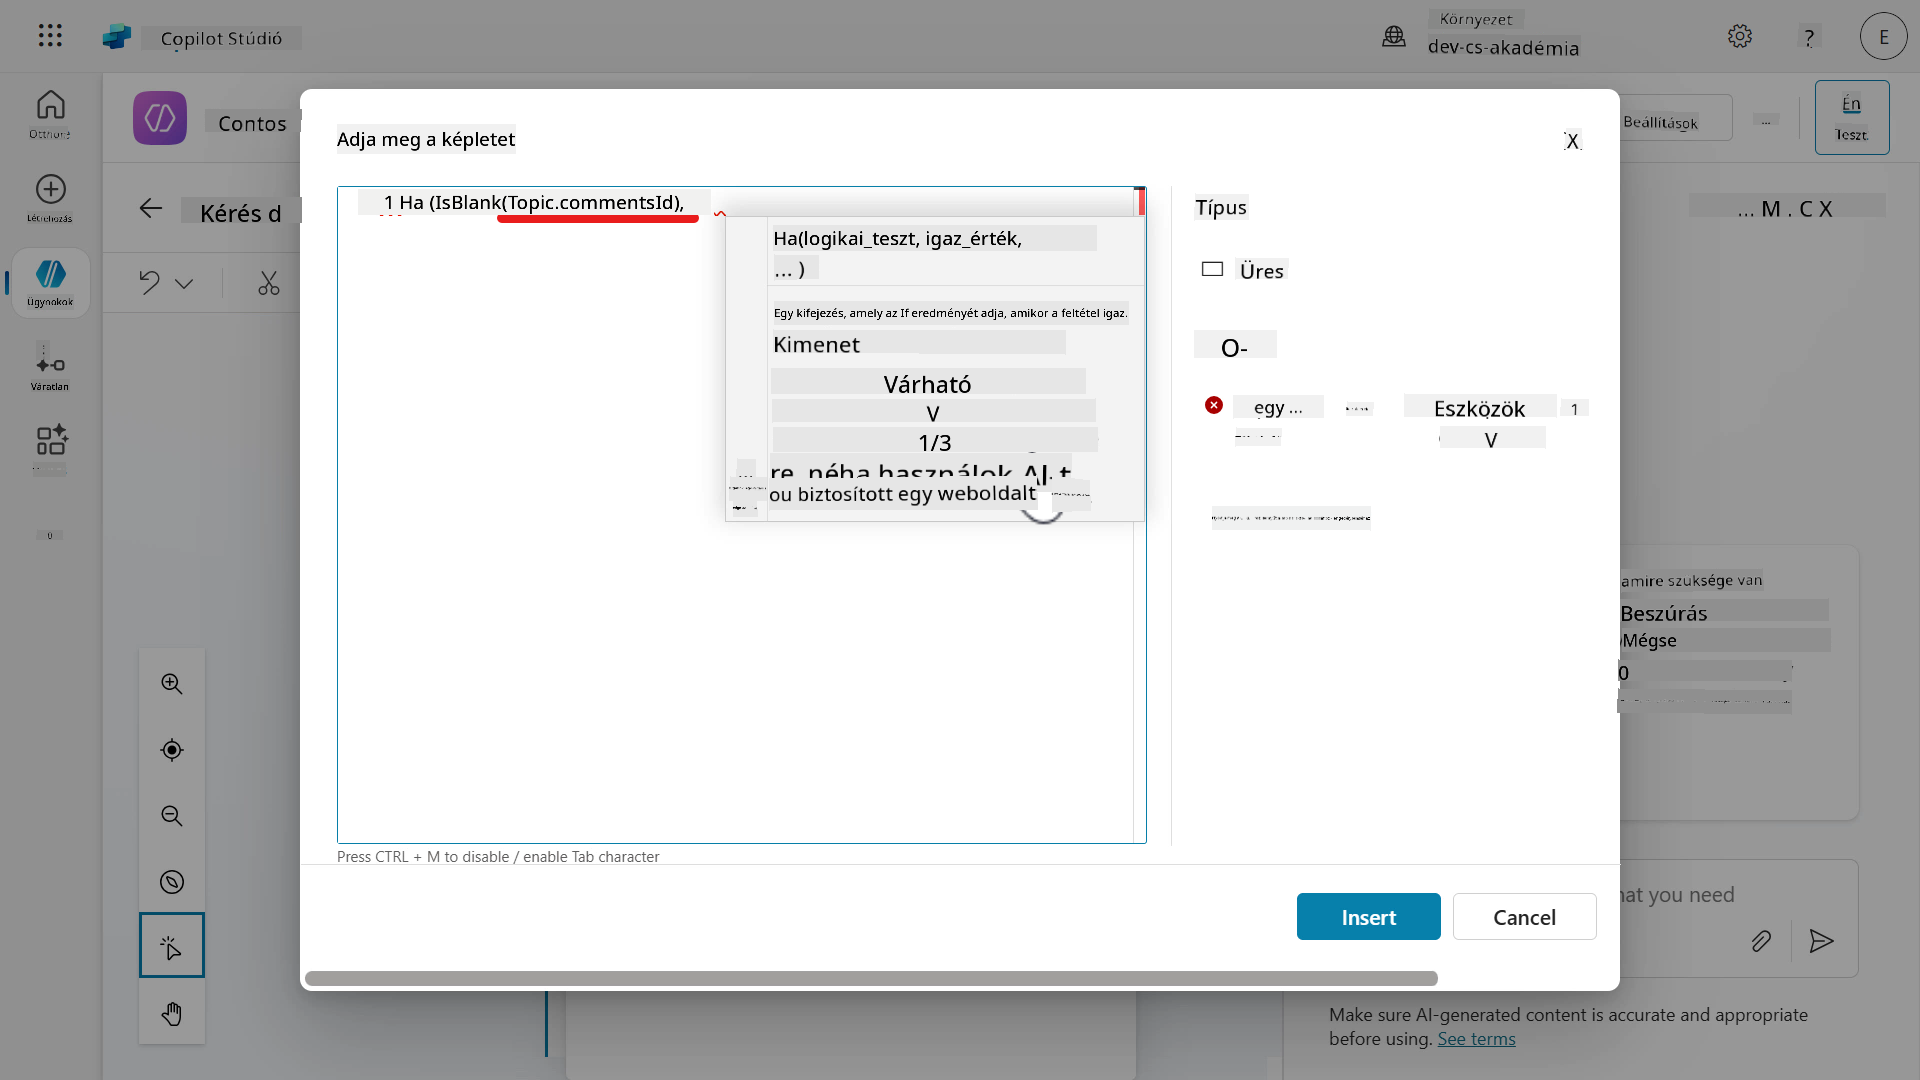 Copilot Stúdió
Környezet
dev-cs-akadémia
?
E
Otthoni
Létrehozás
Ügynökök
Váratlan
Contos
Beállítások
...
Én
Teszt.
Kérés d
... M . C X
Adja meg a képletet
X
1 Ha (IsBlank(Topic.commentsId),
Ha(logikai_teszt, igaz_érték,
... )
Egy kifejezés, amely az If eredményét adja, amikor a feltétel igaz.
Kimenet
Várható
V
1/3
re, néha használok AI-t
ou biztosított egy weboldalt
Típus
Üres
O-
egy ...
Eszközök
1
V
Press CTRL + M to disable / enable Tab character
Insert
Cancel
amire szüksége van
Beszúrás
Mégse
0
hat you need
Make sure AI-generated content is accurate and appropriate
before using. See terms